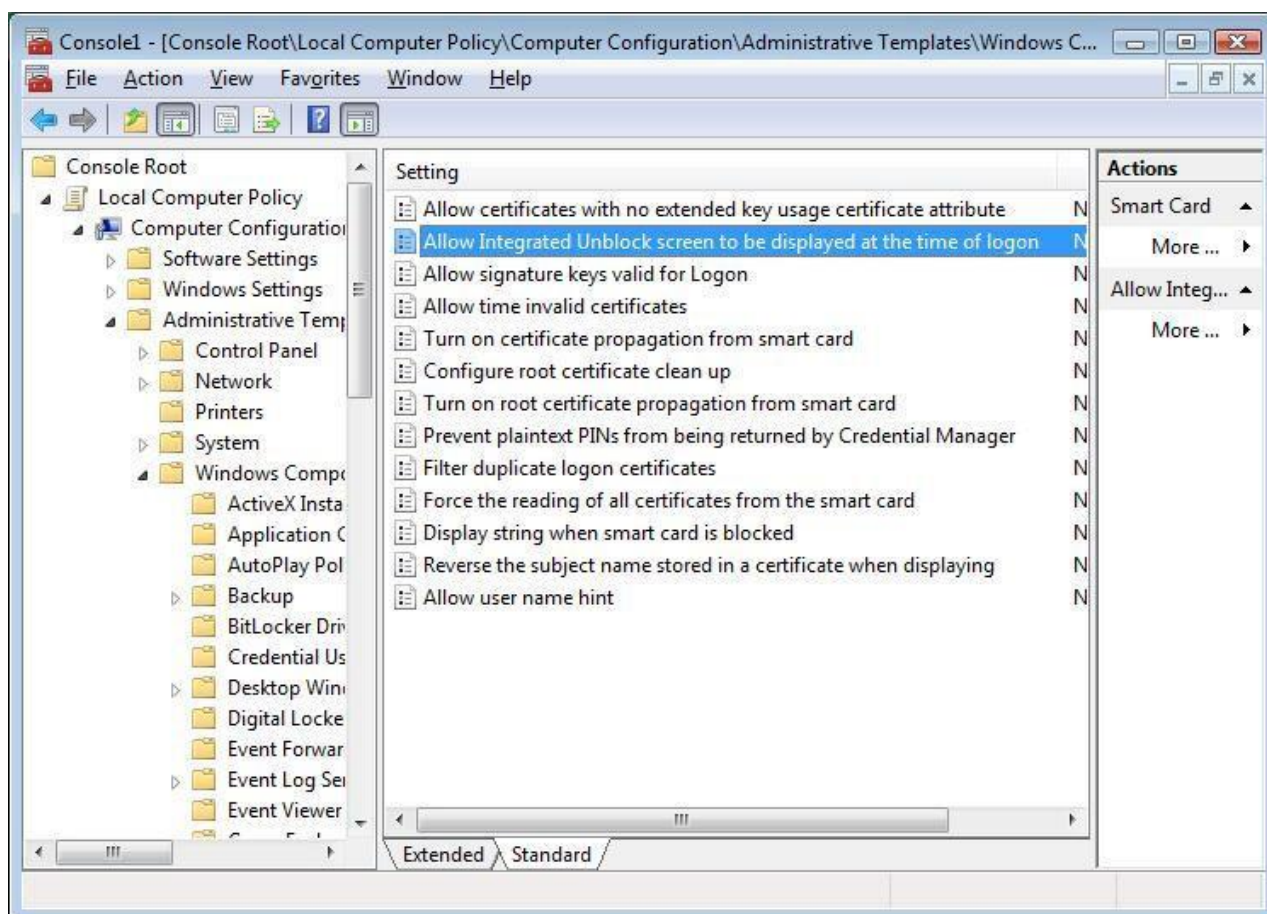 Console1 - [Console Root\Local Computer Policy\Computer Configuration\Administrative Templates\Windows C...
File Action View Favorites Window Help
Console Root
Local Computer Policy
Computer Configuration
Software Settings
Windows Settings
Administrative Temp
Control Panel
Network
Printers
System
Windows Compo
ActiveX Insta
Application C
AutoPlay Pol
Backup
BitLocker Driv
Credential Us
Desktop Wind
Digital Locke
Event Forwar
Event Log Ser
Event Viewer
Setting
Allow certificates with no extended key usage certificate attribute N
Allow Integrated Unblock screen to be displayed at the time of logon N
Allow signature keys valid for Logon N
Allow time invalid certificates N
Turn on certificate propagation from smart card N
Configure root certificate clean up N
Turn on root certificate propagation from smart card N
Prevent plaintext PINs from being returned by Credential Manager N
Filter duplicate logon certificates N
Force the reading of all certificates from the smart card N
Display string when smart card is blocked N
Reverse the subject name stored in a certificate when displaying N
Allow user name hint N
Extended Standard
Actions
Smart Card
More ...
Allow Integ...
More ...